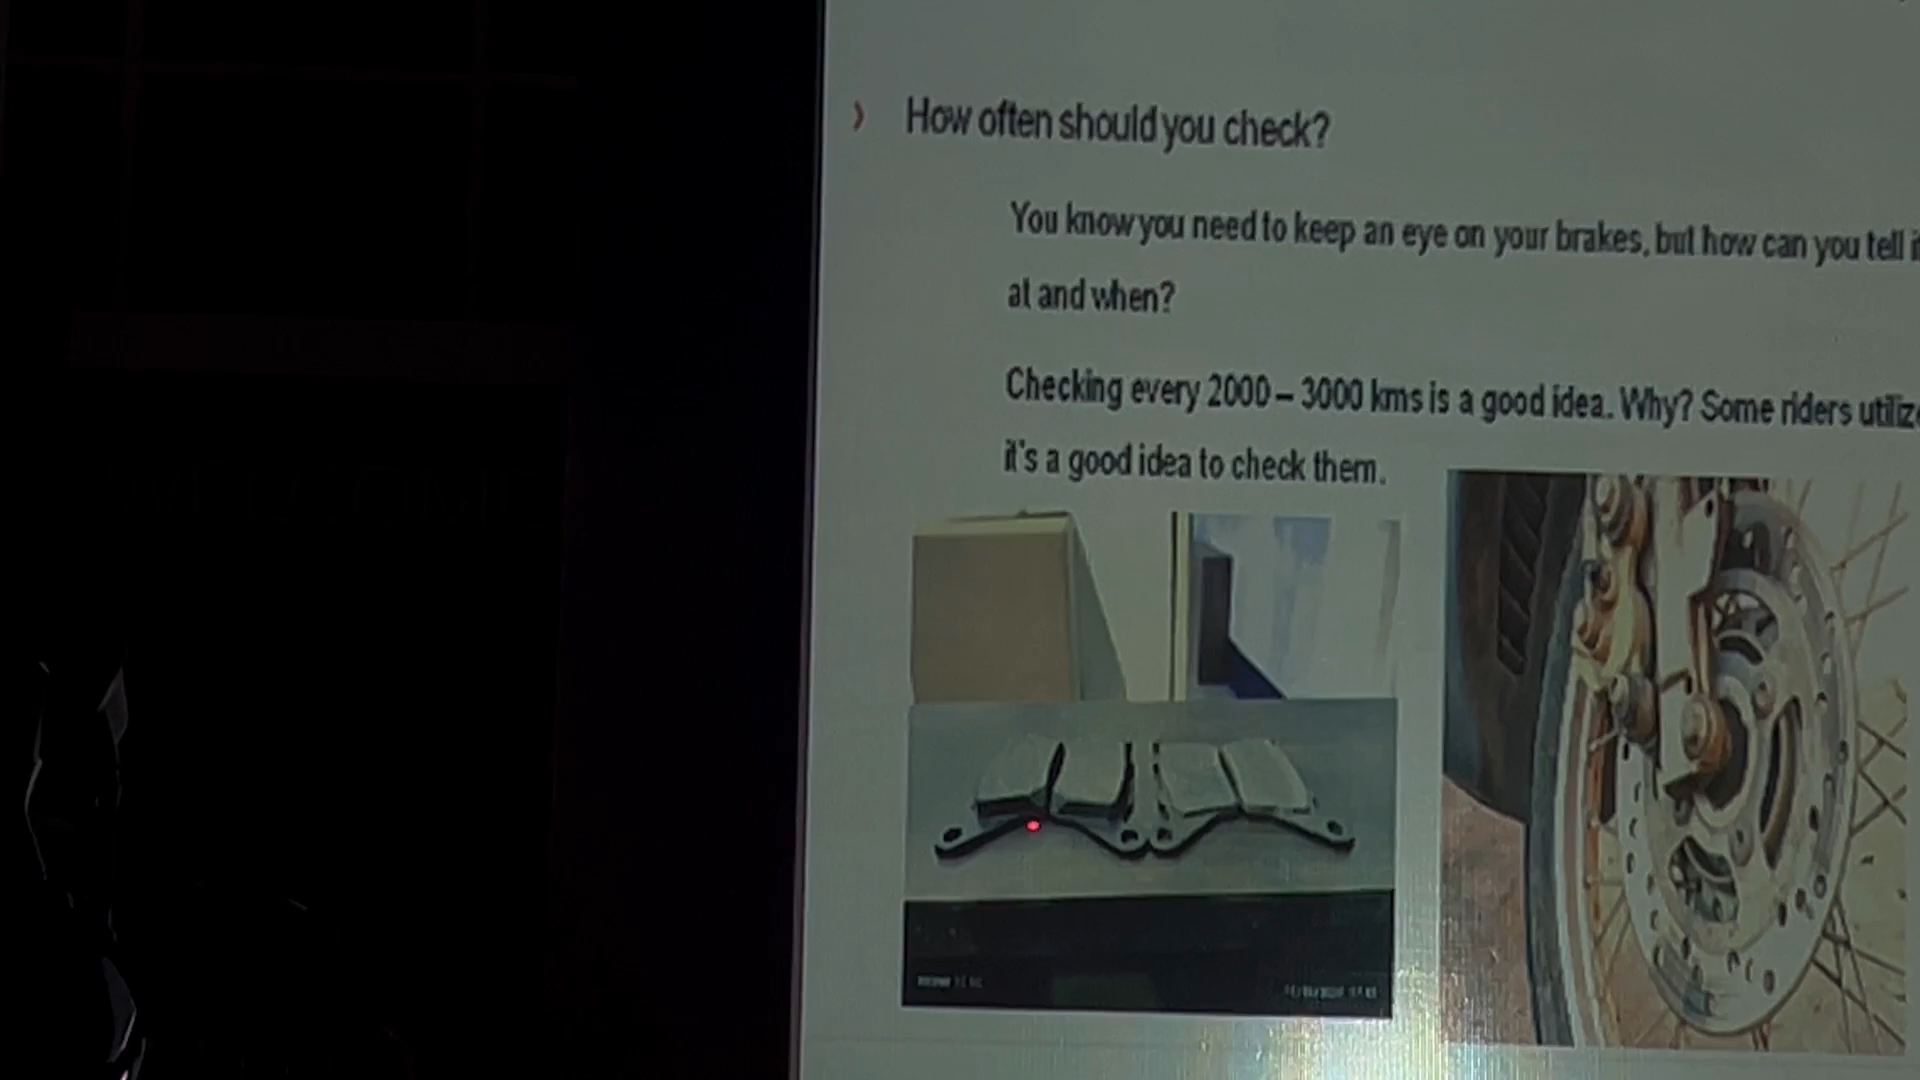 How often should you check?
You know you need to keep an eye on your brakes, but how can you tell
at and when?
Checking every 2000 – 3000 kms is a good idea. Why? Some riders
it's a good idea to check them.